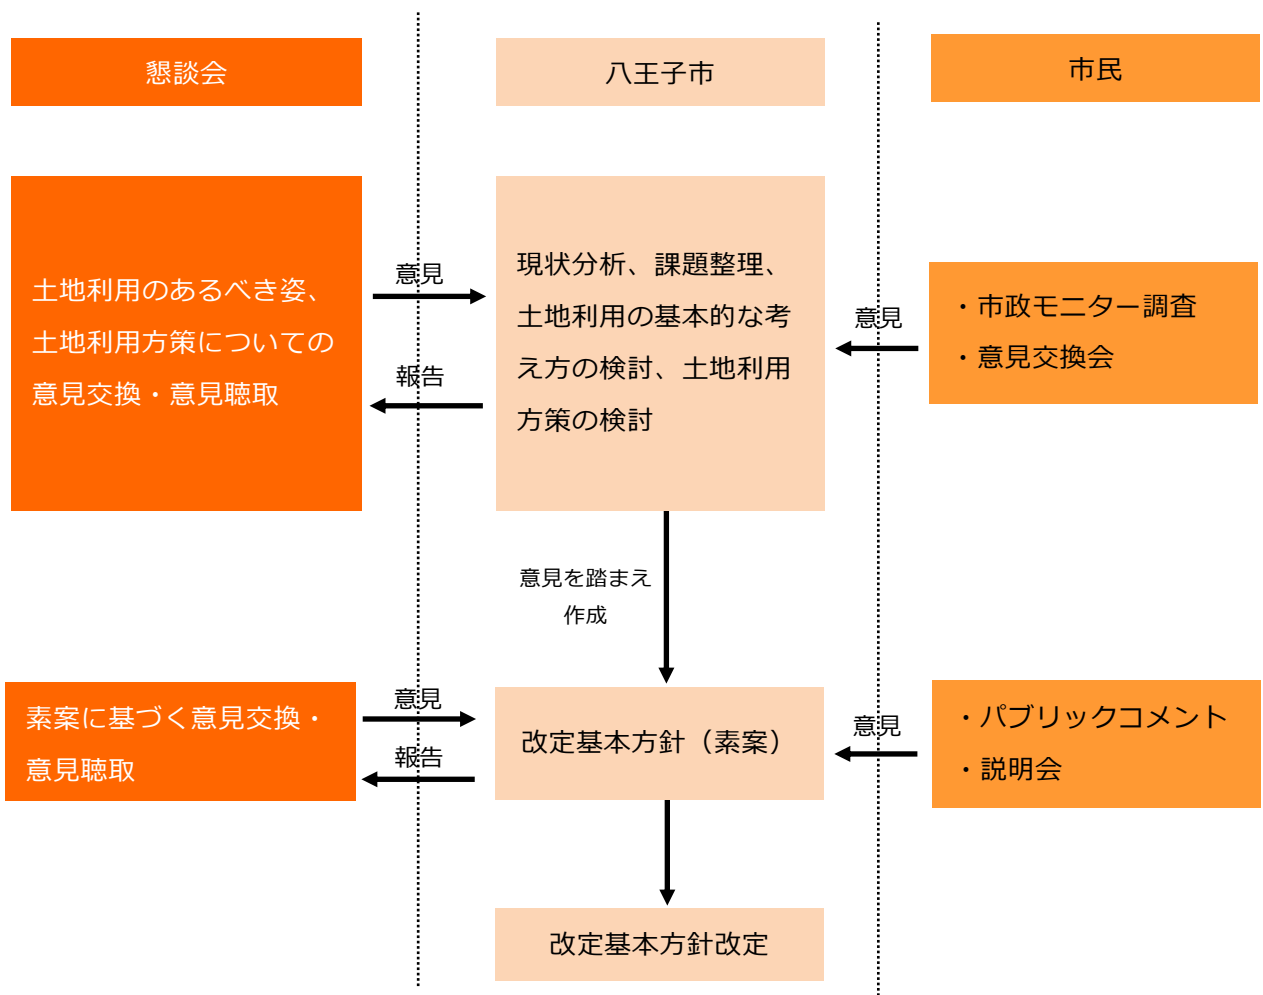 懇談会
八王子市
市民
土地利用のあるべき姿、
土地利用方策についての
意見交換・意見聴取
意見
報告
現状分析、課題整理、
土地利用の基本的な考
え方の検討、土地利用
方策の検討
意見
・市政モニター調査
・意見交換会
意見を踏まえ
作成
素案に基づく意見交換・
意見聴取
意見
報告
改定基本方針（素案）
意見
・パブリックコメント
・説明会
改定基本方針改定